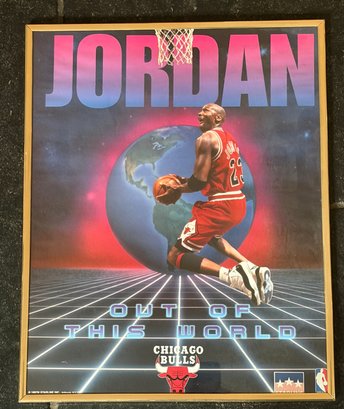 JORDAN
23
OUT OF
THIS WORLD
CHICAGO
BULLS